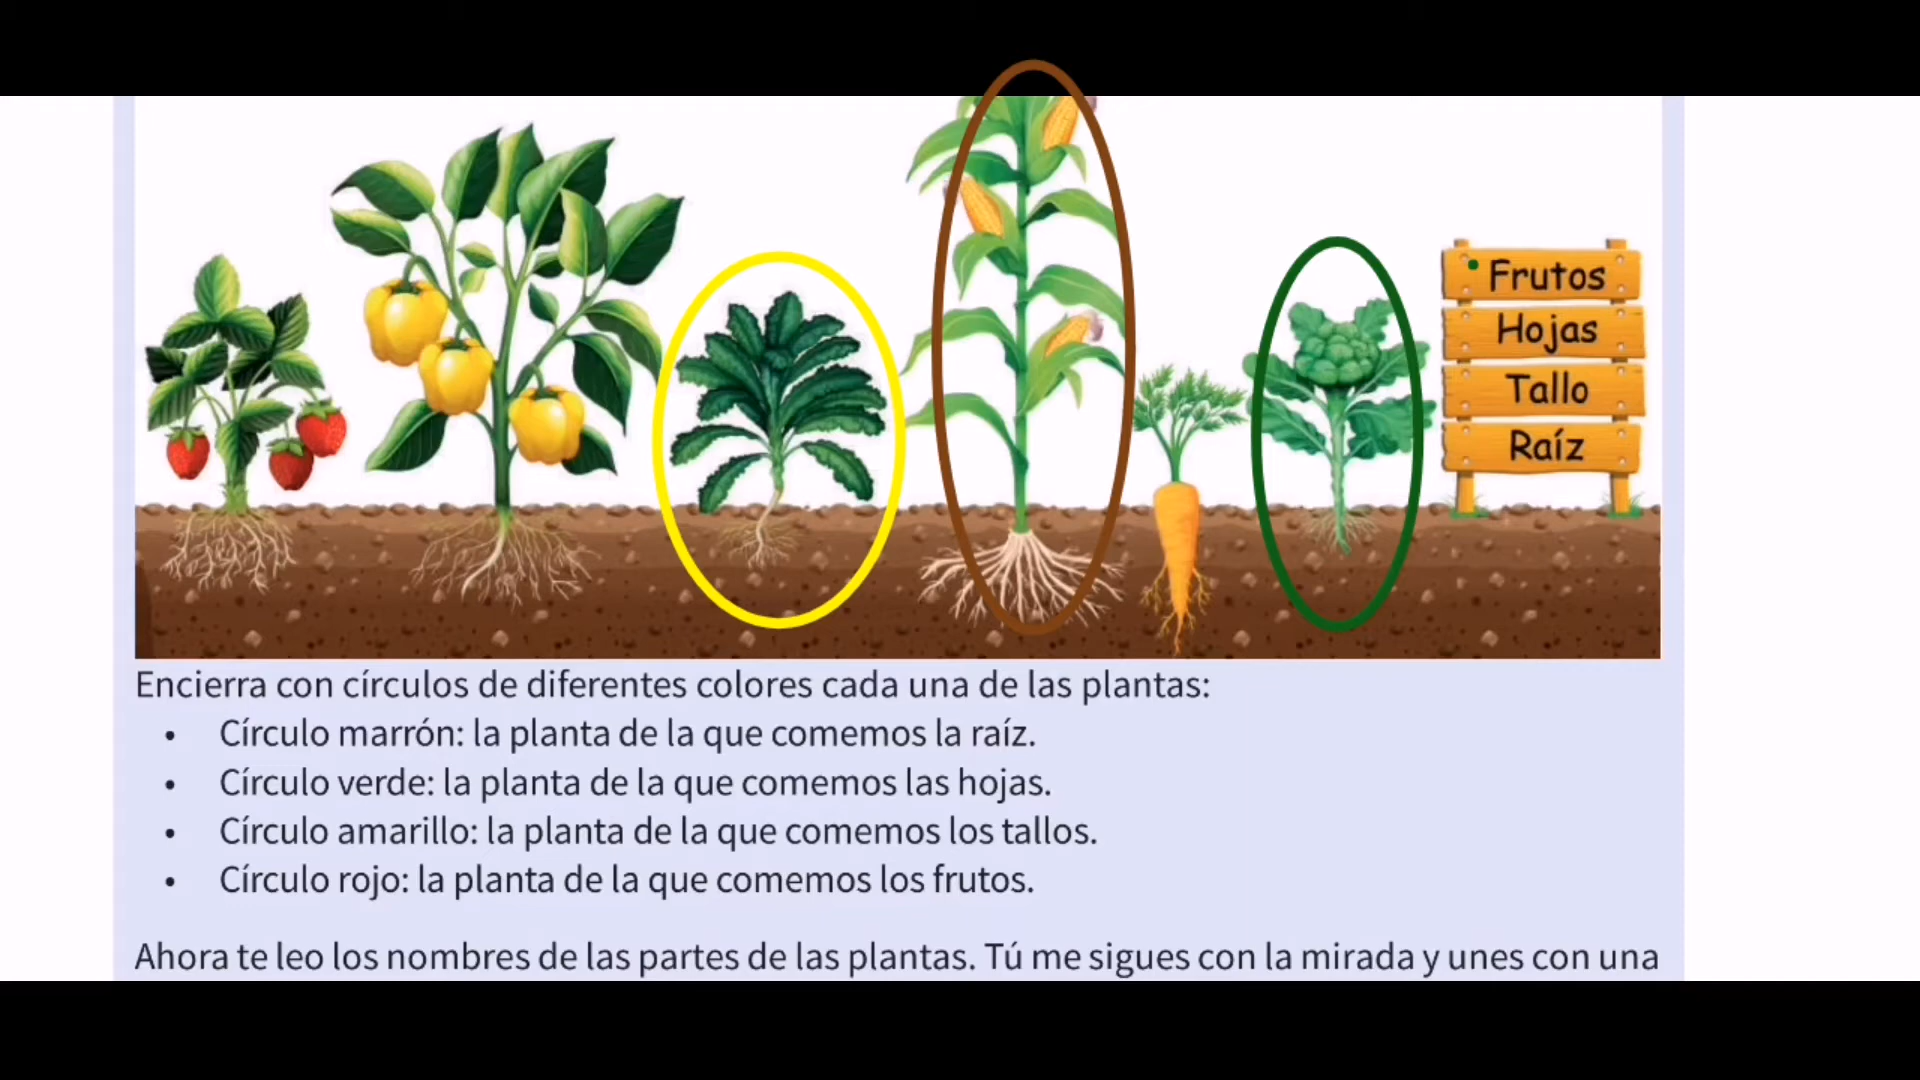 Frutos
Hojas
Tallo
Raíz
Encierra con círculos de diferentes colores cada una de las plantas:
• Círculo marrón: la planta de la que comemos la raíz.
• Círculo verde: la planta de la que comemos las hojas.
• Círculo amarillo: la planta de la que comemos los tallos.
• Círculo rojo: la planta de la que comemos los frutos.
Ahora te leo los nombres de las partes de las plantas. Tú me sigues con la mirada y unes con una